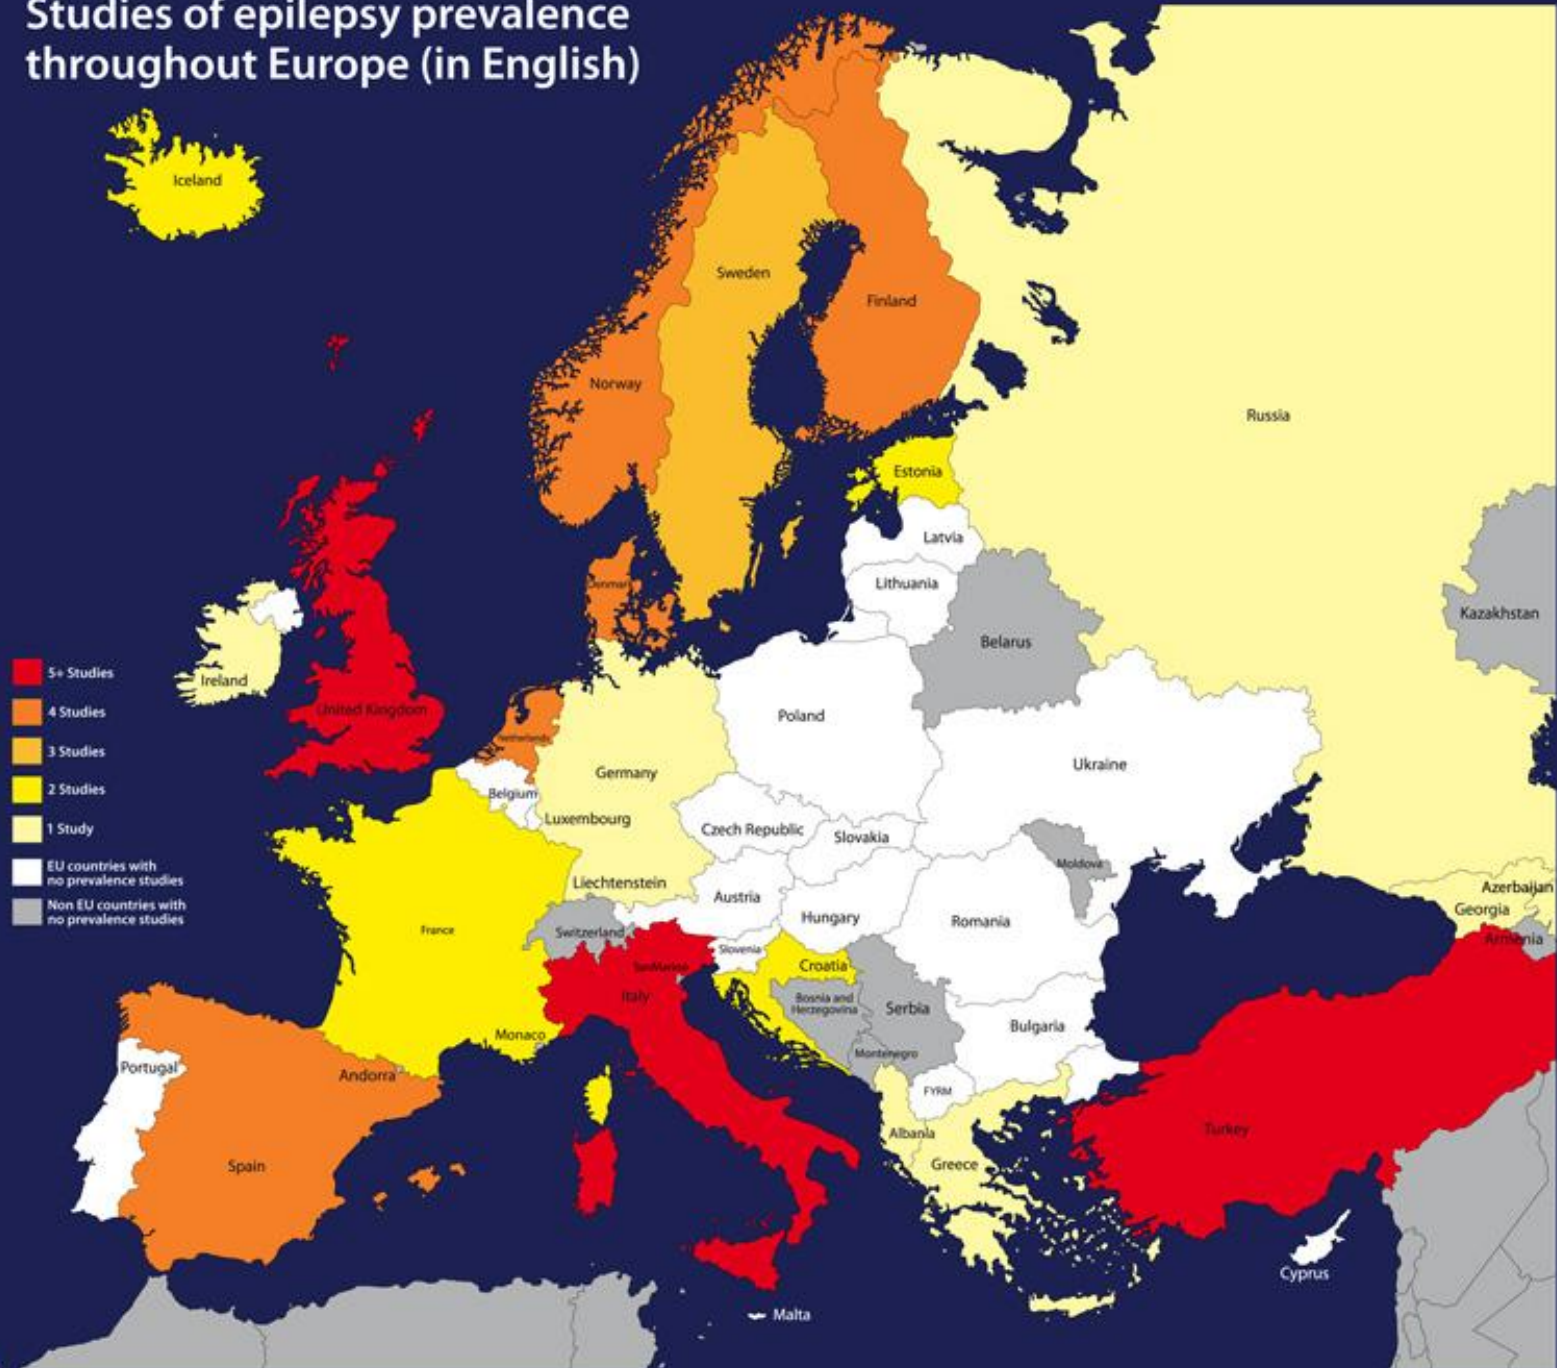 Studies of epilepsy prevalence
throughout Europe (in English)
Iceland
Sweden
Finland
Norway
Russia
Estonia
Latvia
Lithuania
Denmark
Kazakhstan
Belarus
Ireland
United Kingdom
Poland
Netherlands
Ukraine
Germany
Belgium
Luxembourg
Czech Republic
Slovakia
Moldova
Liechtenstein
Austria
Azerbaijan
Hungary
Georgia
Romania
France
Switzerland
Armenia
Slovenia
Croatia
SanMarino
Italy
Bosnia and
Herzegovina
Serbia
Bulgaria
Monaco
Montenegro
Portugal
Andorra
FYRM
Turkey
Albania
Spain
Greece
Cyprus
Malta
5+ Studies
4 Studies
3 Studies
2 Studies
1 Study
EU countries with
no prevalence studies
Non EU countries with
no prevalence studies